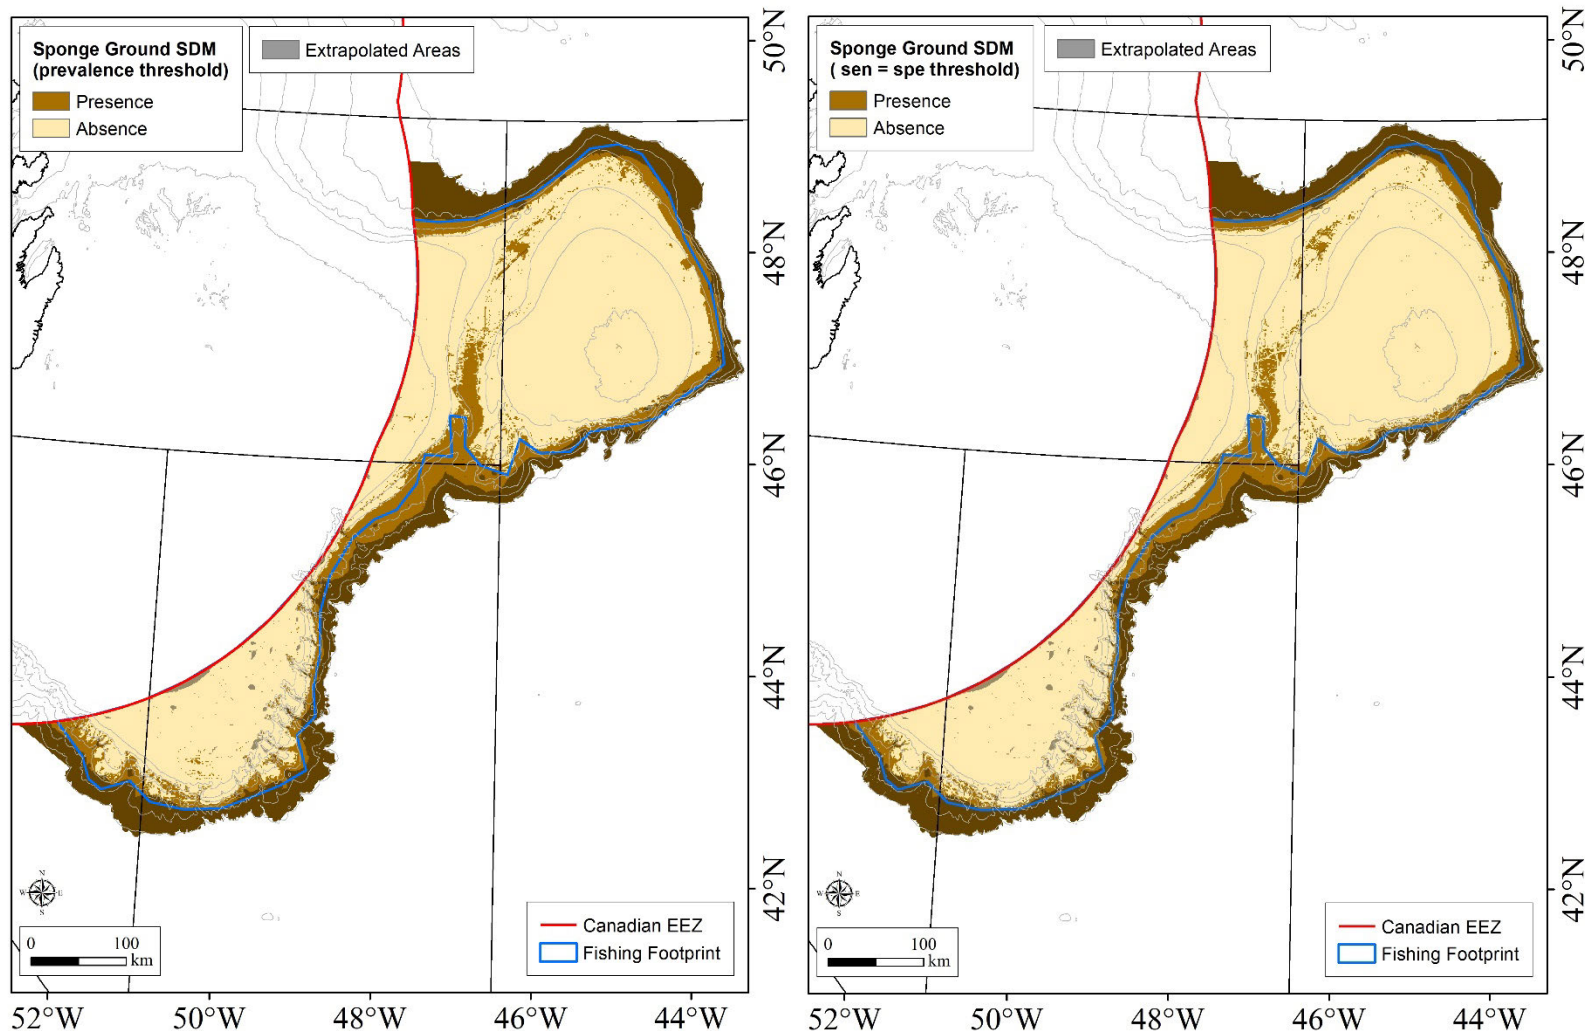 Sponge Ground SDM
(prevalence threshold)
Presence
Absence
Extrapolated Areas
N
W E
S
0 100
km
Canadian EEZ
Fishing Footprint
50°N
48°N
46°N
44°N
42°N
52°W 50°W 48°W 46°W 44°W
Sponge Ground SDM
( sen = spe threshold)
Presence
Absence
Extrapolated Areas
N
W E
S
0 100
km
Canadian EEZ
Fishing Footprint
50°N
48°N
46°N
44°N
42°N
52°W 50°W 48°W 46°W 44°W